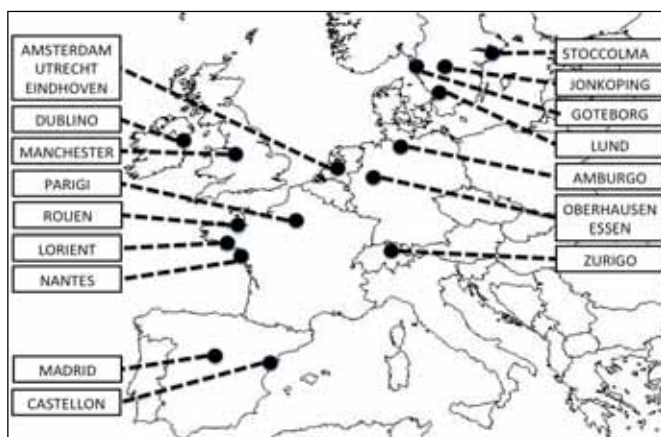 AMSTERDAM
UTRECHT
EINDHOVEN
DUBLINO
MANCHESTER
PARIGI
ROUEN
LORIENT
NANTES
MADRID
CASTELLON
STOCCOLMA
JONKOPING
GOTEBORG
LUND
AMBURGO
OBERHAUSEN
ESSEN
ZURIGO